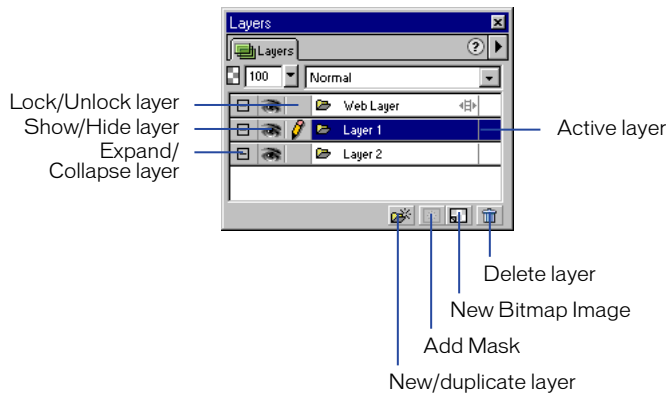 Layers
Layers
?
100
Normal
Lock/Unlock layer
Web Layer
Show/Hide layer
Layer 1
Active layer
Expand/
Collapse layer
Layer 2
Delete layer
New Bitmap Image
Add Mask
New/duplicate layer